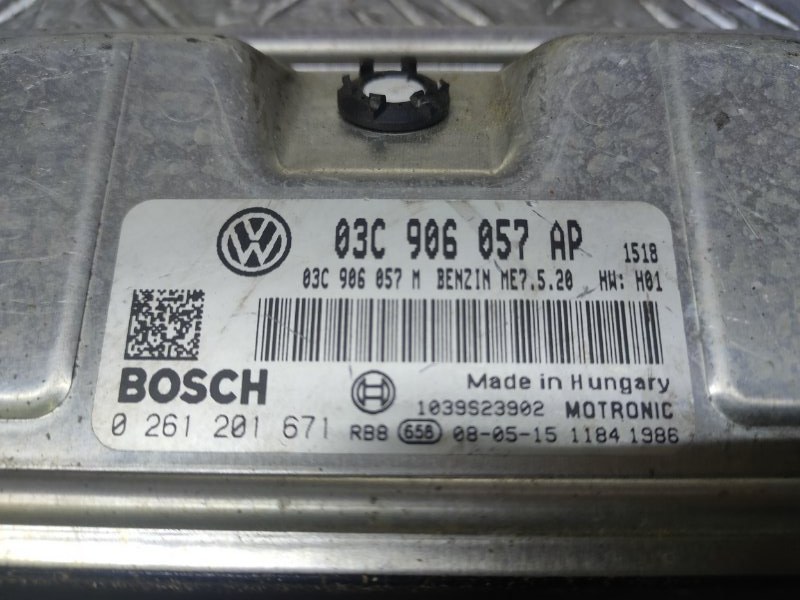 03C 906 057 AP 1518
03C 906 057 M BENZIN ME7.5.20 HW: H01
BOSCH
Made in Hungary
1039S23902 MOTRONIC
0 261 201 671 RB8 658 08-05-15 1184 1986